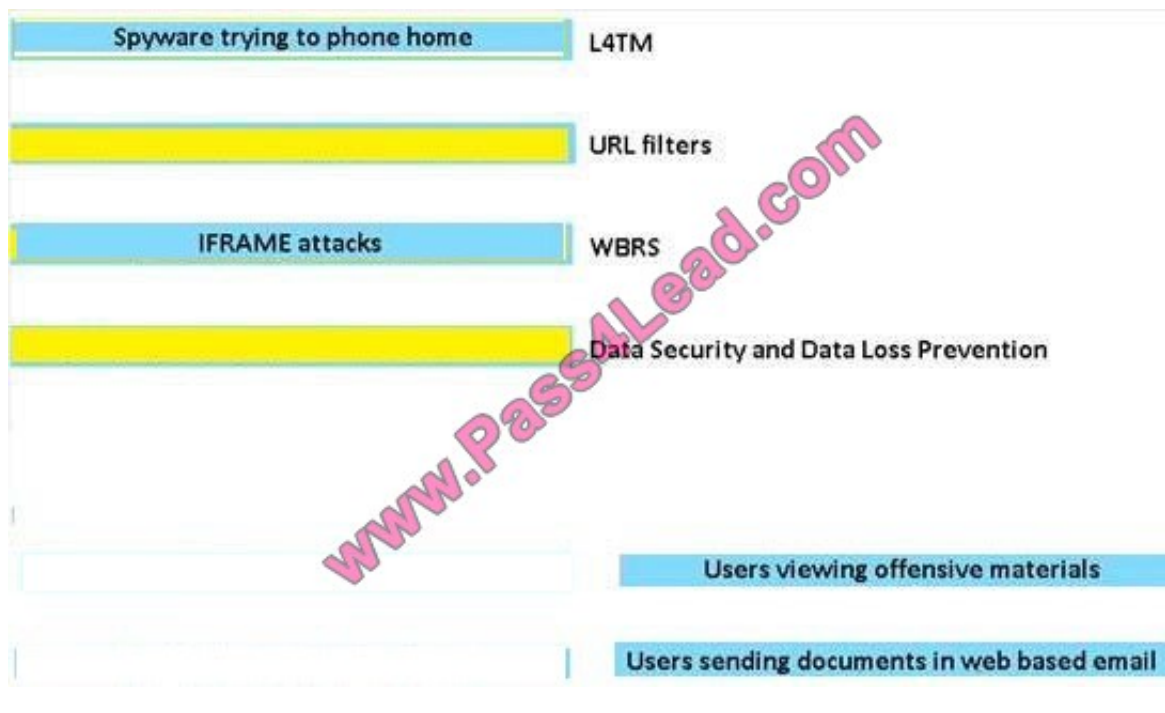 Spyware trying to phone home L4TM
URL filters
IFRAME attacks WBRS
Data Security and Data Loss Prevention
www.Pass4Lead.com
Users viewing offensive materials
Users sending documents in web based email